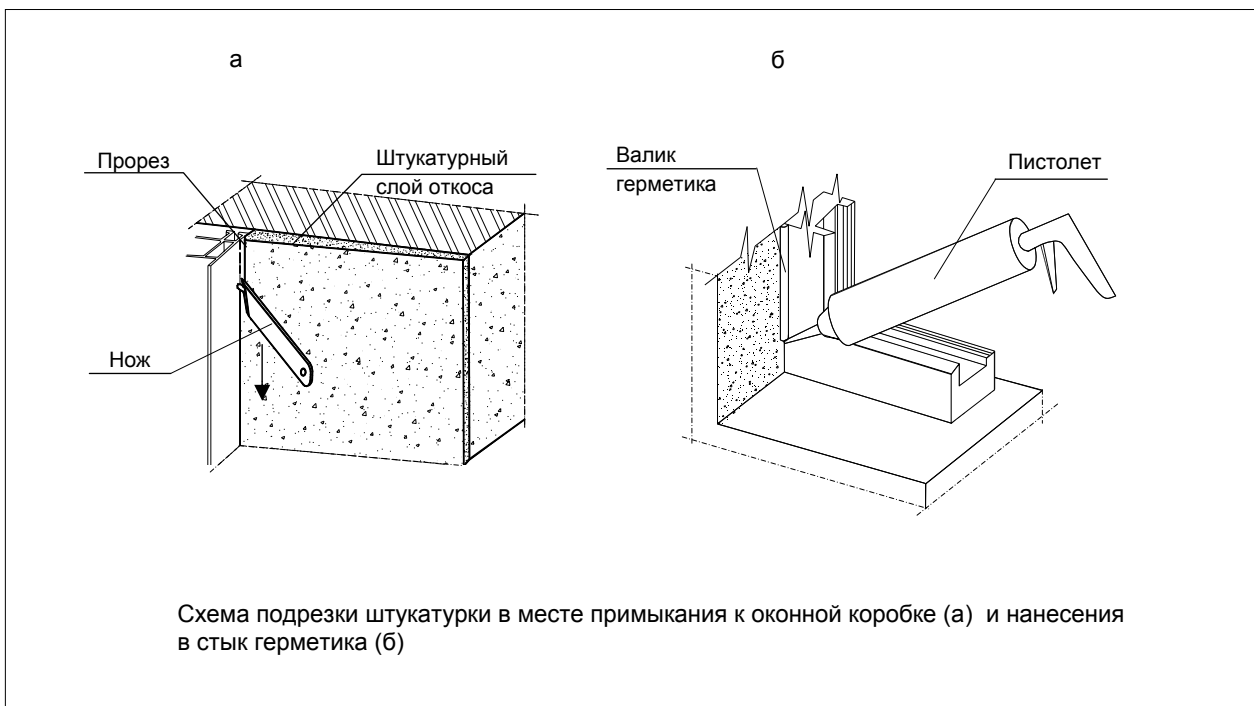 а
б
Прорез
Штукатурный
слой откоса
Нож
Валик
герметика
Пистолет
Схема подрезки штукатурки в месте примыкания к оконной коробке (а) и нанесения
в стык герметика (б)